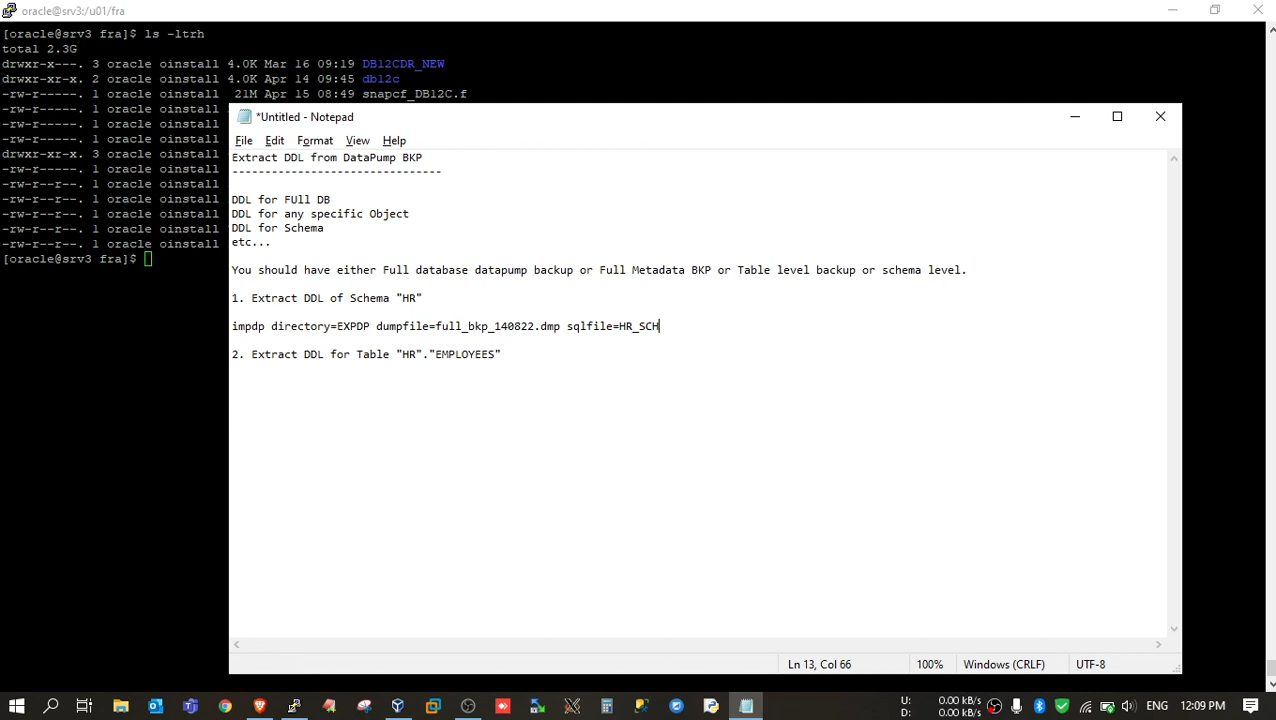 oracle@srv3:/u01/fra
[oracle@srv3 fra]$ ls -ltrh
total 2.3G
drwxr-x---. 3 oracle oinstall 4.0K Mar 16 09:19 DB12CDR_NEW
drwxr-xr-x. 2 oracle oinstall 4.0K Apr 14 09:45 db12c
-rw-r-----. 1 oracle oinstall 21M Apr 15 08:49 snapcf_DB12C.f
-rw-r-----. 1 oracle oinstall
-rw-r-----. 1 oracle oinstall
-rw-r-----. 1 oracle oinstall
drwxr-xr-x. 3 oracle oinstall
-rw-r-----. 1 oracle oinstall
-rw-r--r--. 1 oracle oinstall
-rw-r--r--. 1 oracle oinstall
-rw-r--r--. 1 oracle oinstall
-rw-r-----. 1 oracle oinstall
-rw-r--r--. 1 oracle oinstall
[oracle@srv3 fra]$
*Untitled - Notepad
File Edit Format View Help
Extract DDL from DataPump BKP
--------------------------------
DDL for FUll DB
DDL for any specific Object
DDL for Schema
etc...
You should have either Full database datapump backup or Full Metadata BKP or Table level backup or schema level.
1. Extract DDL of Schema "HR"
impdp directory=EXPDP dumpfile=full_bkp_140822.dmp sqlfile=HR_SCH
2. Extract DDL for Table "HR"."EMPLOYEES"
Ln 13, Col 66 100% Windows (CRLF) UTF-8
U: 0.00 kB/s
D: 0.00 kB/s
ENG 12:09 PM